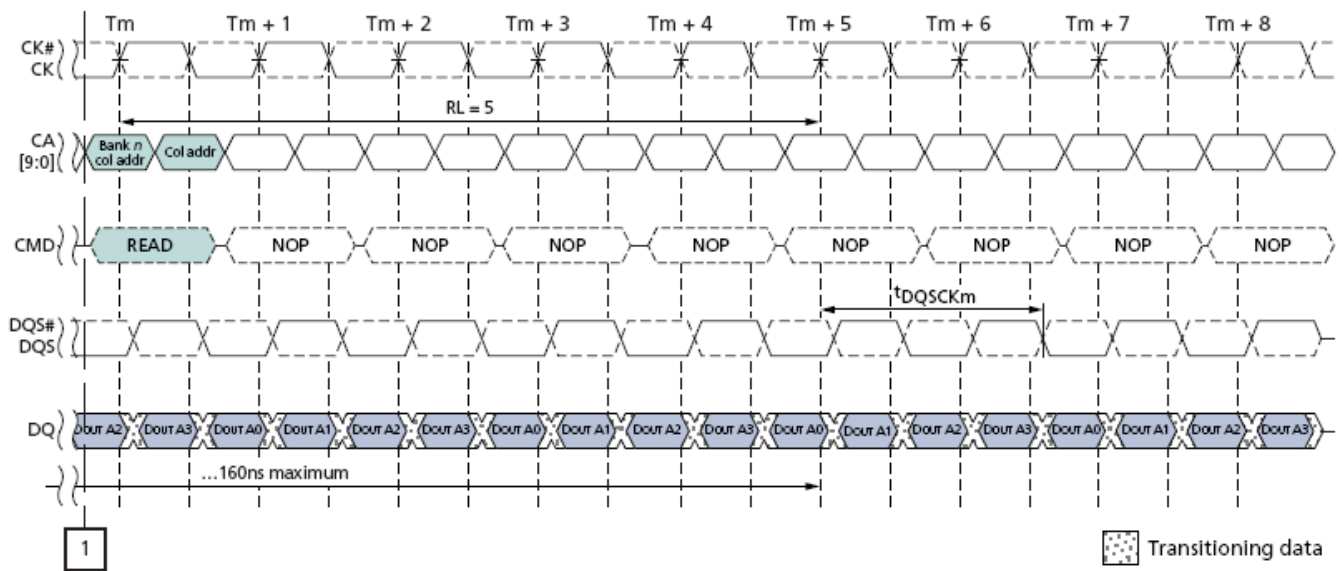 Tm Tm + 1 Tm + 2 Tm + 3 Tm + 4 Tm + 5 Tm + 6 Tm + 7 Tm + 8
CK#
CK
RL = 5
CA
[9:0]
Bank n
col addr
Col addr
CMD READ NOP NOP NOP NOP NOP NOP NOP NOP
tDQSCKm
DQS#
DQS
DQ DOUT A2 DOUT A3 DOUT A0 DOUT A1 DOUT A2 DOUT A3 DOUT A0 DOUT A1 DOUT A2 DOUT A3 DOUT A0 DOUT A1 DOUT A2 DOUT A3 DOUT A0 DOUT A1 DOUT A2 DOUT A3
...160ns maximum
1
Transitioning data